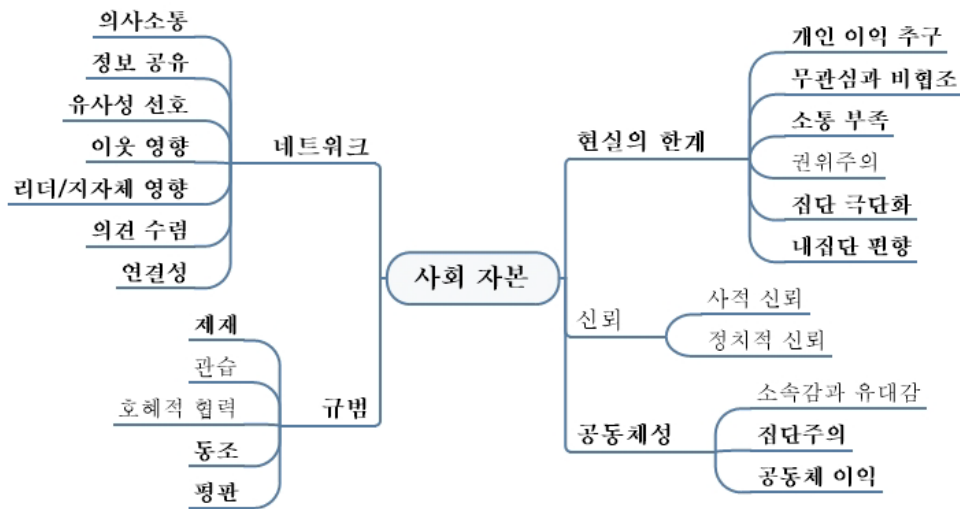 의사소통
정보 공유
유사성 선호
이웃 영향
리더/지자체 영향
의견 수렴
연결성
네트워크
제재
관습
호혜적 협력
동조
평판
규범
사회 자본
현실의 한계
개인 이익 추구
무관심과 비협조
소통 부족
권위주의
집단 극단화
내집단 편향
신뢰
사적 신뢰
정치적 신뢰
공동체성
소속감과 유대감
집단주의
공동체 이익